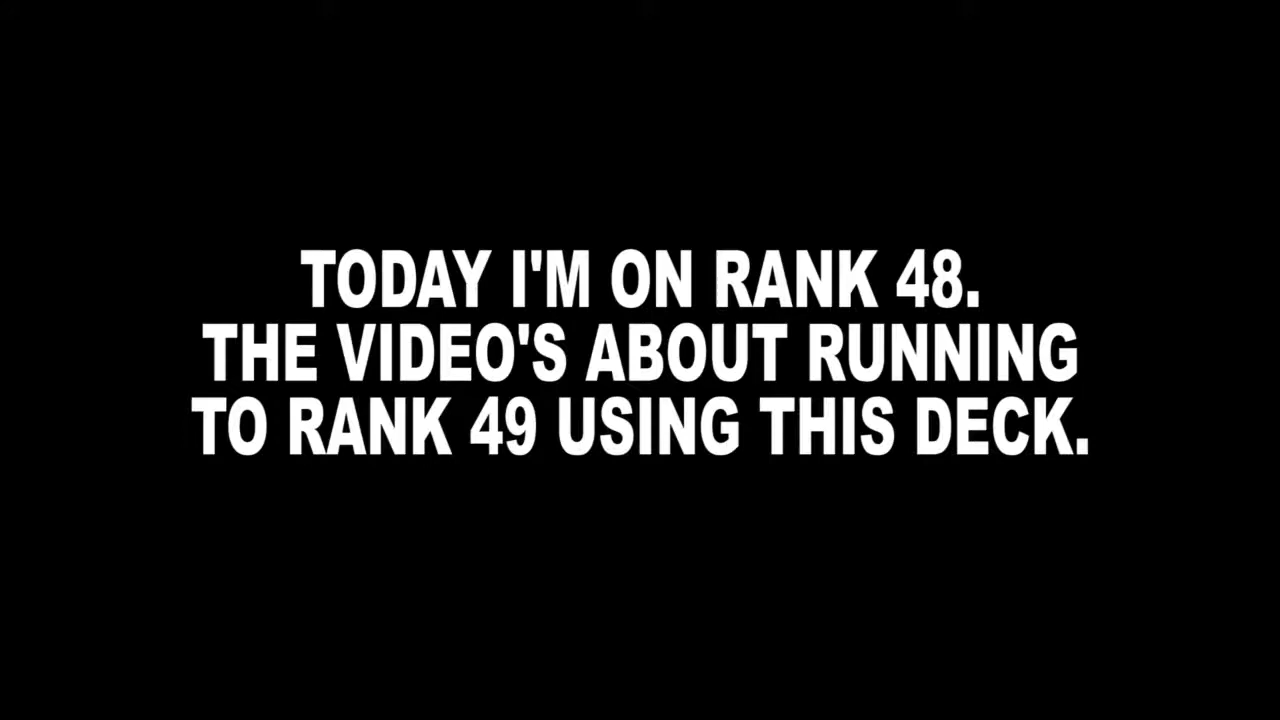 TODAY I'M ON RANK 48.
THE VIDEO'S ABOUT RUNNING
TO RANK 49 USING THIS DECK.